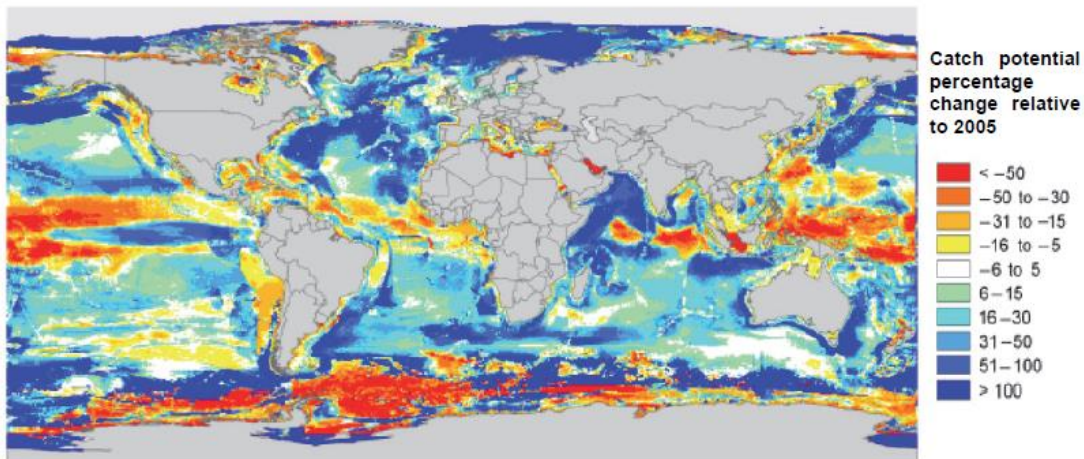 Catch potential
percentage
change relative
to 2005
< −50
−50 to −30
−31 to −15
−16 to −5
−6 to 5
6−15
16−30
31−50
51−100
> 100